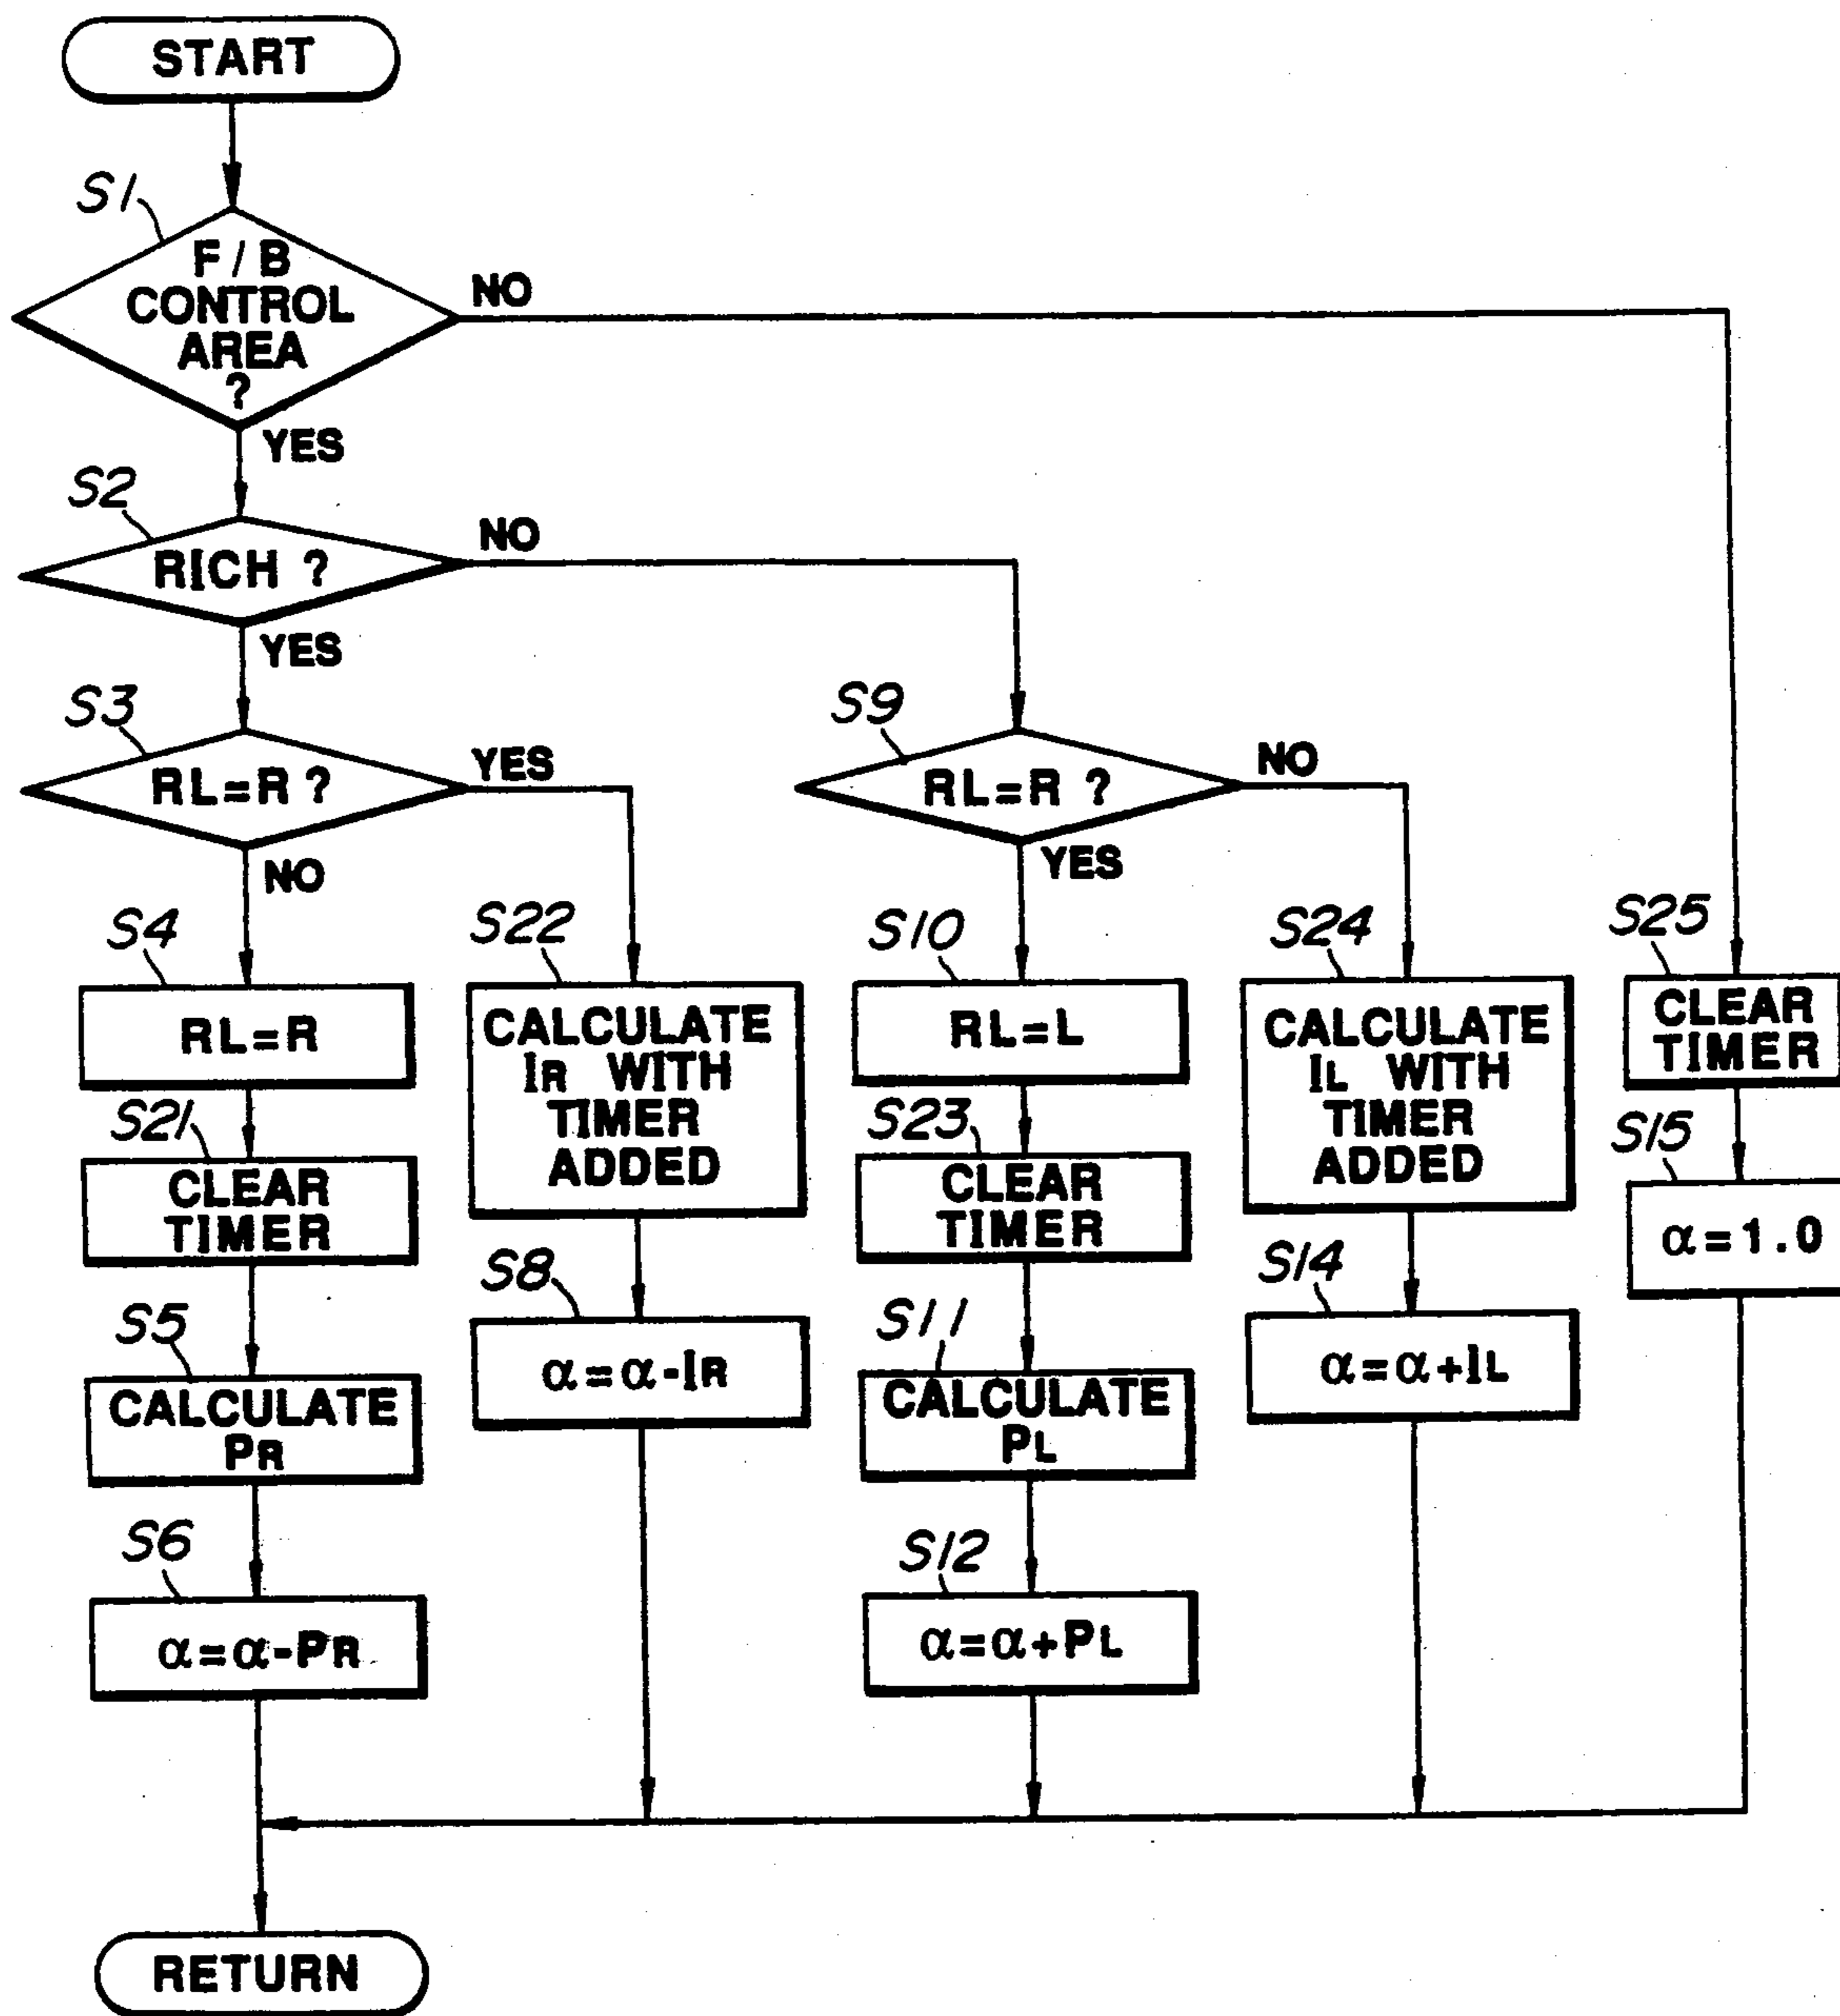 START
S1
F/B
CONTROL
AREA
?
NO
YES
S2
RICH ?
NO
YES
S3
RL=R ?
YES
NO
S9
RL=R ?
NO
YES
S4
RL=R
S21
CLEAR
TIMER
S5
CALCULATE
PR
S6
α=α-PR
S22
CALCULATE
IR WITH
TIMER
ADDED
S8
α=α-IR
S10
RL=L
S23
CLEAR
TIMER
S11
CALCULATE
PL
S12
α=α+PL
S24
CALCULATE
IL WITH
TIMER
ADDED
S14
α=α+IL
S25
CLEAR
TIMER
S15
α=1.0
RETURN